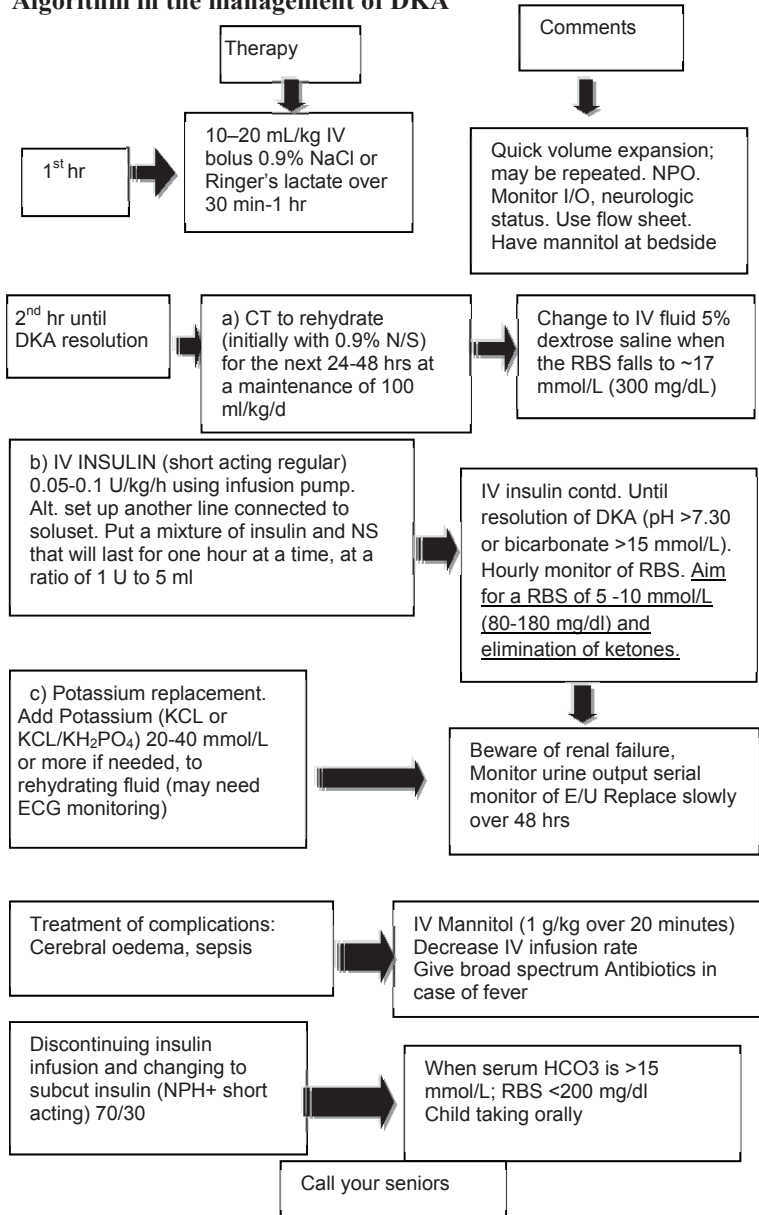 Algorithm in the management of DKA
Therapy
Comments
1st hr
10–20 mL/kg IV
bolus 0.9% NaCl or
Ringer's lactate over
30 min-1 hr
Quick volume expansion;
may be repeated. NPO.
Monitor I/O, neurologic
status. Use flow sheet.
Have mannitol at bedside
2nd hr until
DKA resolution
a) CT to rehydrate
(initially with 0.9% N/S)
for the next 24-48 hrs at
a maintenance of 100
ml/kg/d
Change to IV fluid 5%
dextrose saline when
the RBS falls to ~17
mmol/L (300 mg/dL)
b) IV INSULIN (short acting regular)
0.05-0.1 U/kg/h using infusion pump.
Alt. set up another line connected to
soluset. Put a mixture of insulin and NS
that will last for one hour at a time, at a
ratio of 1 U to 5 ml
IV insulin contd. Until
resolution of DKA (pH >7.30
or bicarbonate >15 mmol/L).
Hourly monitor of RBS. Aim
for a RBS of 5 -10 mmol/L
(80-180 mg/dl) and
elimination of ketones.
c) Potassium replacement.
Add Potassium (KCL or
KCL/KH₂PO₄) 20-40 mmol/L
or more if needed, to
rehydrating fluid (may need
ECG monitoring)
Beware of renal failure,
Monitor urine output serial
monitor of E/U Replace slowly
over 48 hrs
Treatment of complications:
Cerebral oedema, sepsis
IV Mannitol (1 g/kg over 20 minutes)
Decrease IV infusion rate
Give broad spectrum Antibiotics in
case of fever
Discontinuing insulin
infusion and changing to
subcut insulin (NPH+ short
acting) 70/30
When serum HCO3 is >15
mmol/L; RBS <200 mg/dl
Child taking orally
Call your seniors